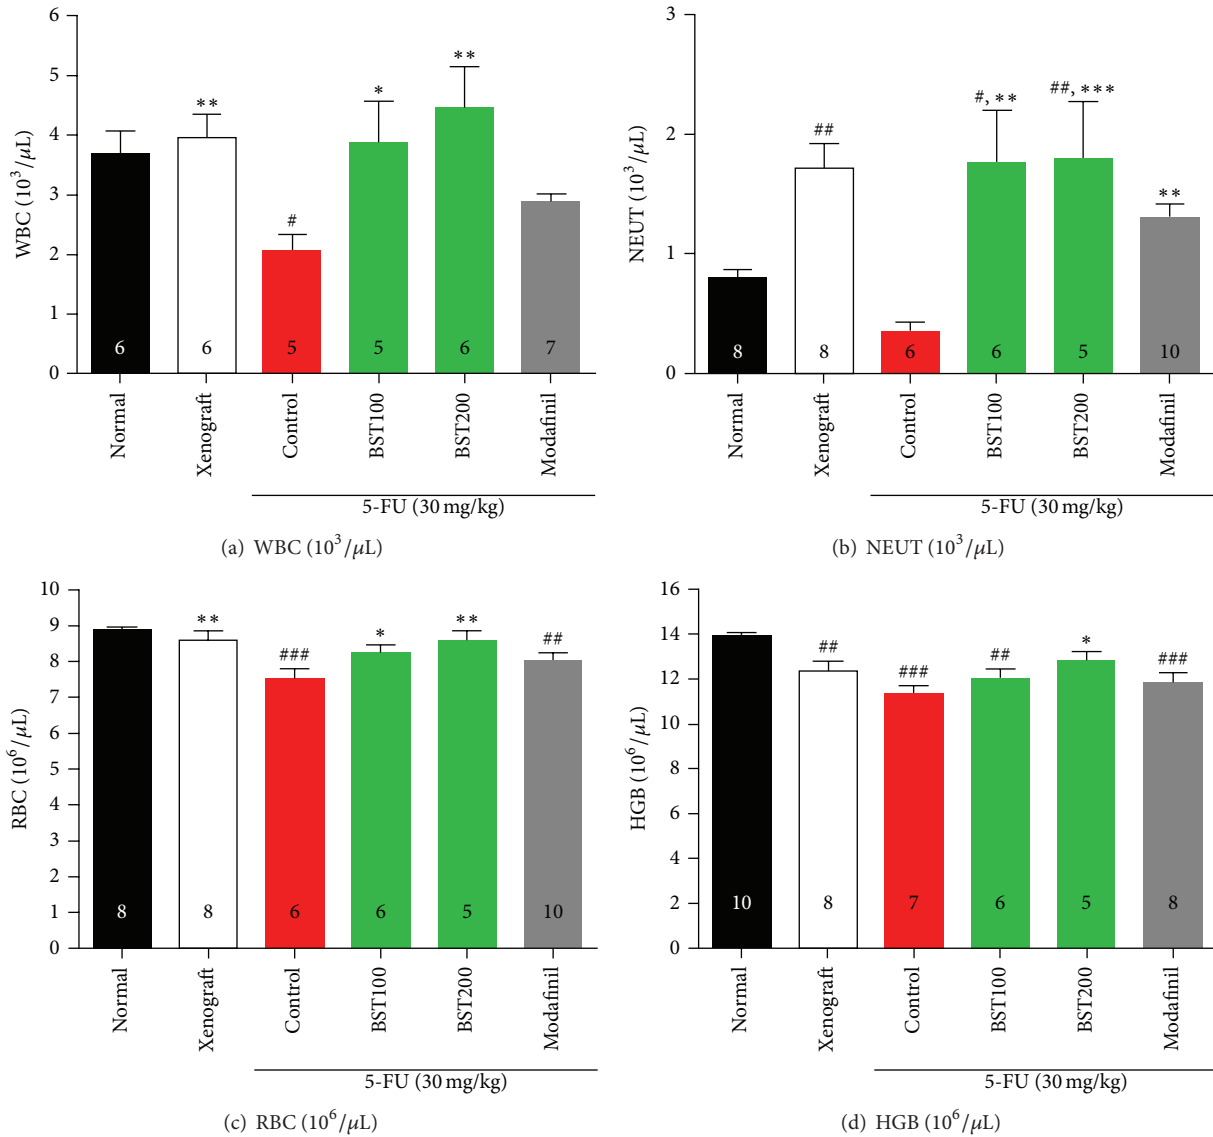 6
5
4
3
2
1
0
WBC (10³/μL)
**
#
*
**
6
6
5
5
6
7
Normal
Xenograft
Control
BST100
BST200
Modafinil
5-FU (30 mg/kg)
(a) WBC (10³/μL)
3
2
1
0
NEUT (10³/μL)
##
#, **
##, ***
**
8
8
6
6
5
10
Normal
Xenograft
Control
BST100
BST200
Modafinil
5-FU (30 mg/kg)
(b) NEUT (10³/μL)
10
9
8
7
6
5
4
3
2
1
0
RBC (10⁶/μL)
**
###
*
**
##
8
8
6
6
5
10
Normal
Xenograft
Control
BST100
BST200
Modafinil
5-FU (30 mg/kg)
(c) RBC (10⁶/μL)
16
14
12
10
8
6
4
2
0
HGB (10⁶/μL)
##
###
##
*
###
10
8
7
6
5
8
Normal
Xenograft
Control
BST100
BST200
Modafinil
5-FU (30 mg/kg)
(d) HGB (10⁶/μL)